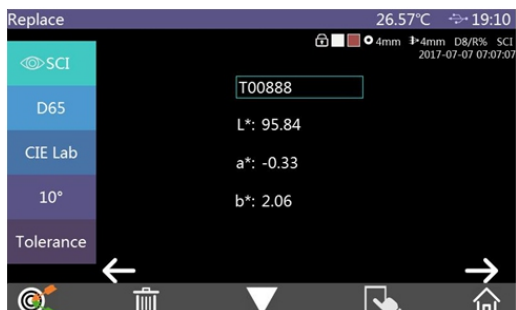 Replace 26.57℃ 19:10
4mm 4mm D8/R% SCI
2017-07-07 07:07:07
SCI
D65
CIE Lab
10°
Tolerance
T00888
L*: 95.84
a*: -0.33
b*: 2.06